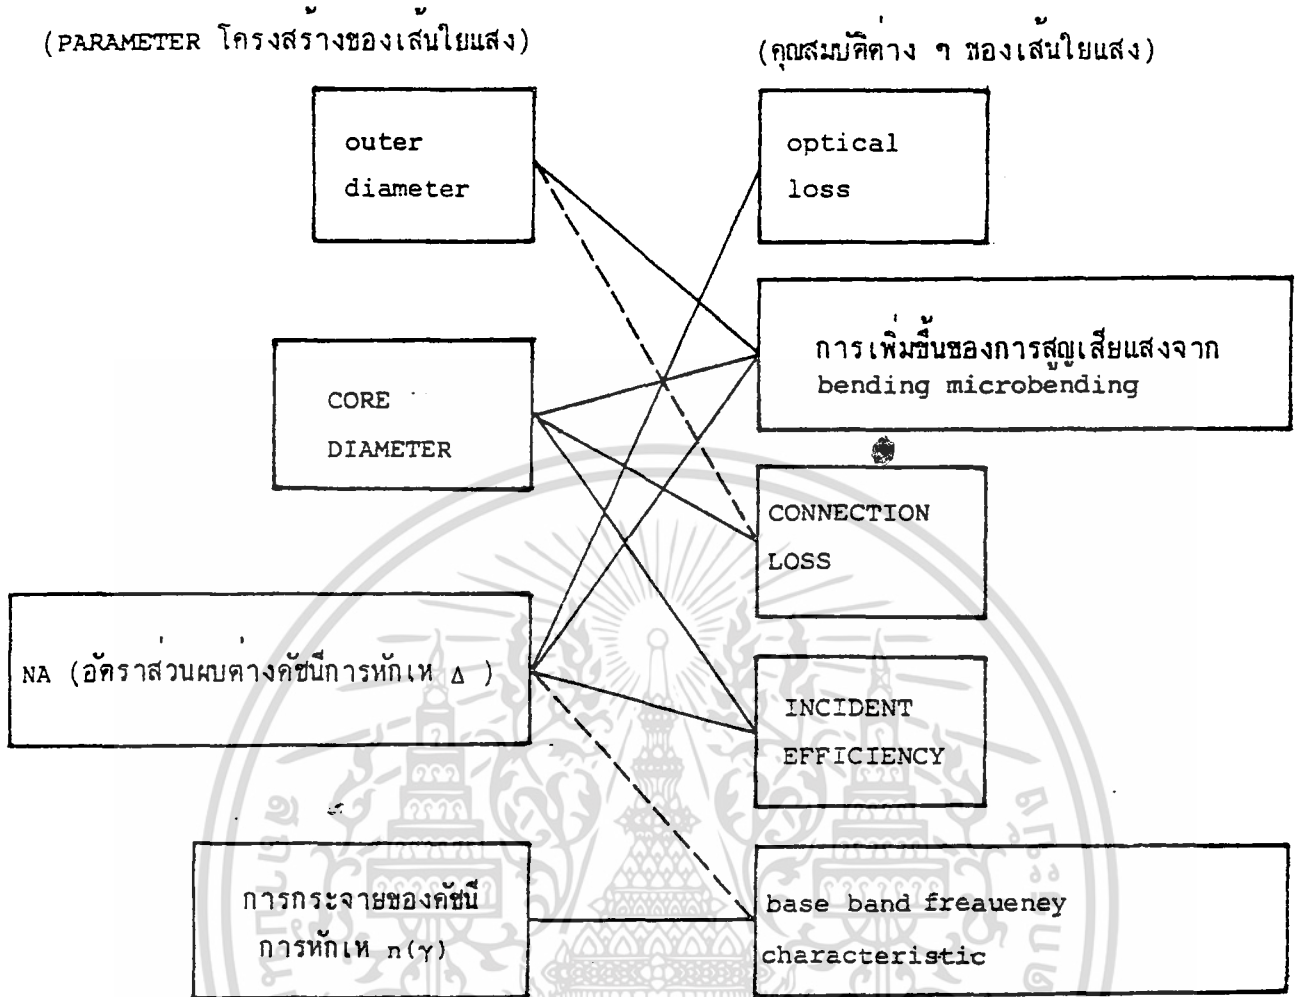 (PARAMETER โครงสร้างของเส้นใยแสง)
(คุณสมบัติต่าง ๆ ของเส้นใยแสง)
outer
diameter
optical
loss
CORE
DIAMETER
การเพิ่มขึ้นของการสูญเสียแสงจาก
bending microbending
CONNECTION
LOSS
NA (อัตราส่วนผบต่างดัชนีการหักเห Δ )
INCIDENT
EFFICIENCY
การกระจายของดัชนี
การหักเห n(γ)
base band freaueney
characteristic